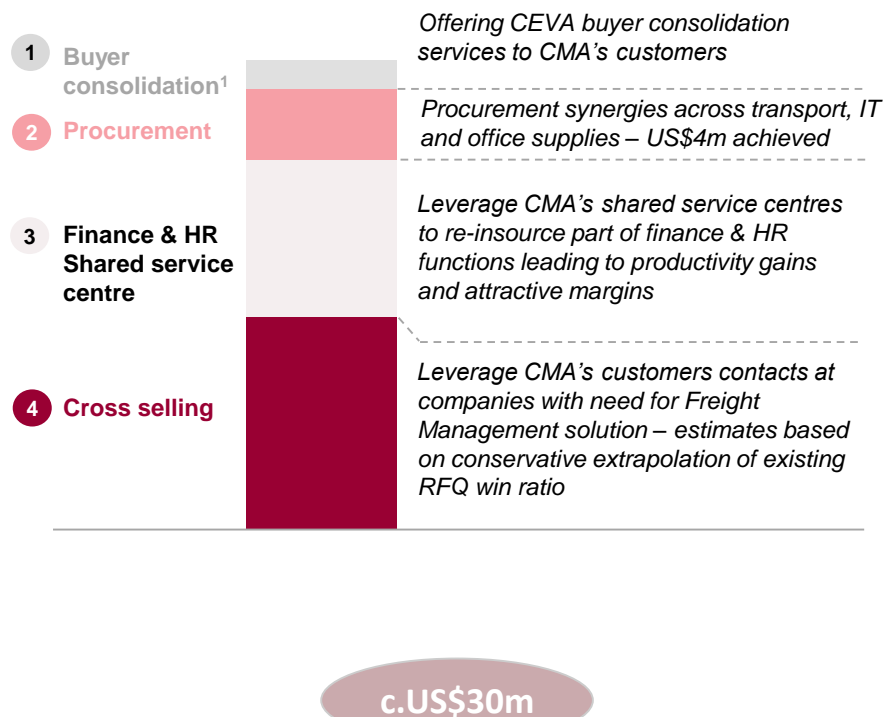 1
Buyer
consolidation¹
Offering CEVA buyer consolidation
services to CMA's customers
2
Procurement
Procurement synergies across transport, IT
and office supplies – US$4m achieved
3
Finance & HR
Shared service
centre
Leverage CMA's shared service centres
to re-insource part of finance & HR
functions leading to productivity gains
and attractive margins
4
Cross selling
Leverage CMA's customers contacts at
companies with need for Freight
Management solution – estimates based
on conservative extrapolation of existing
RFQ win ratio
c.US$30m